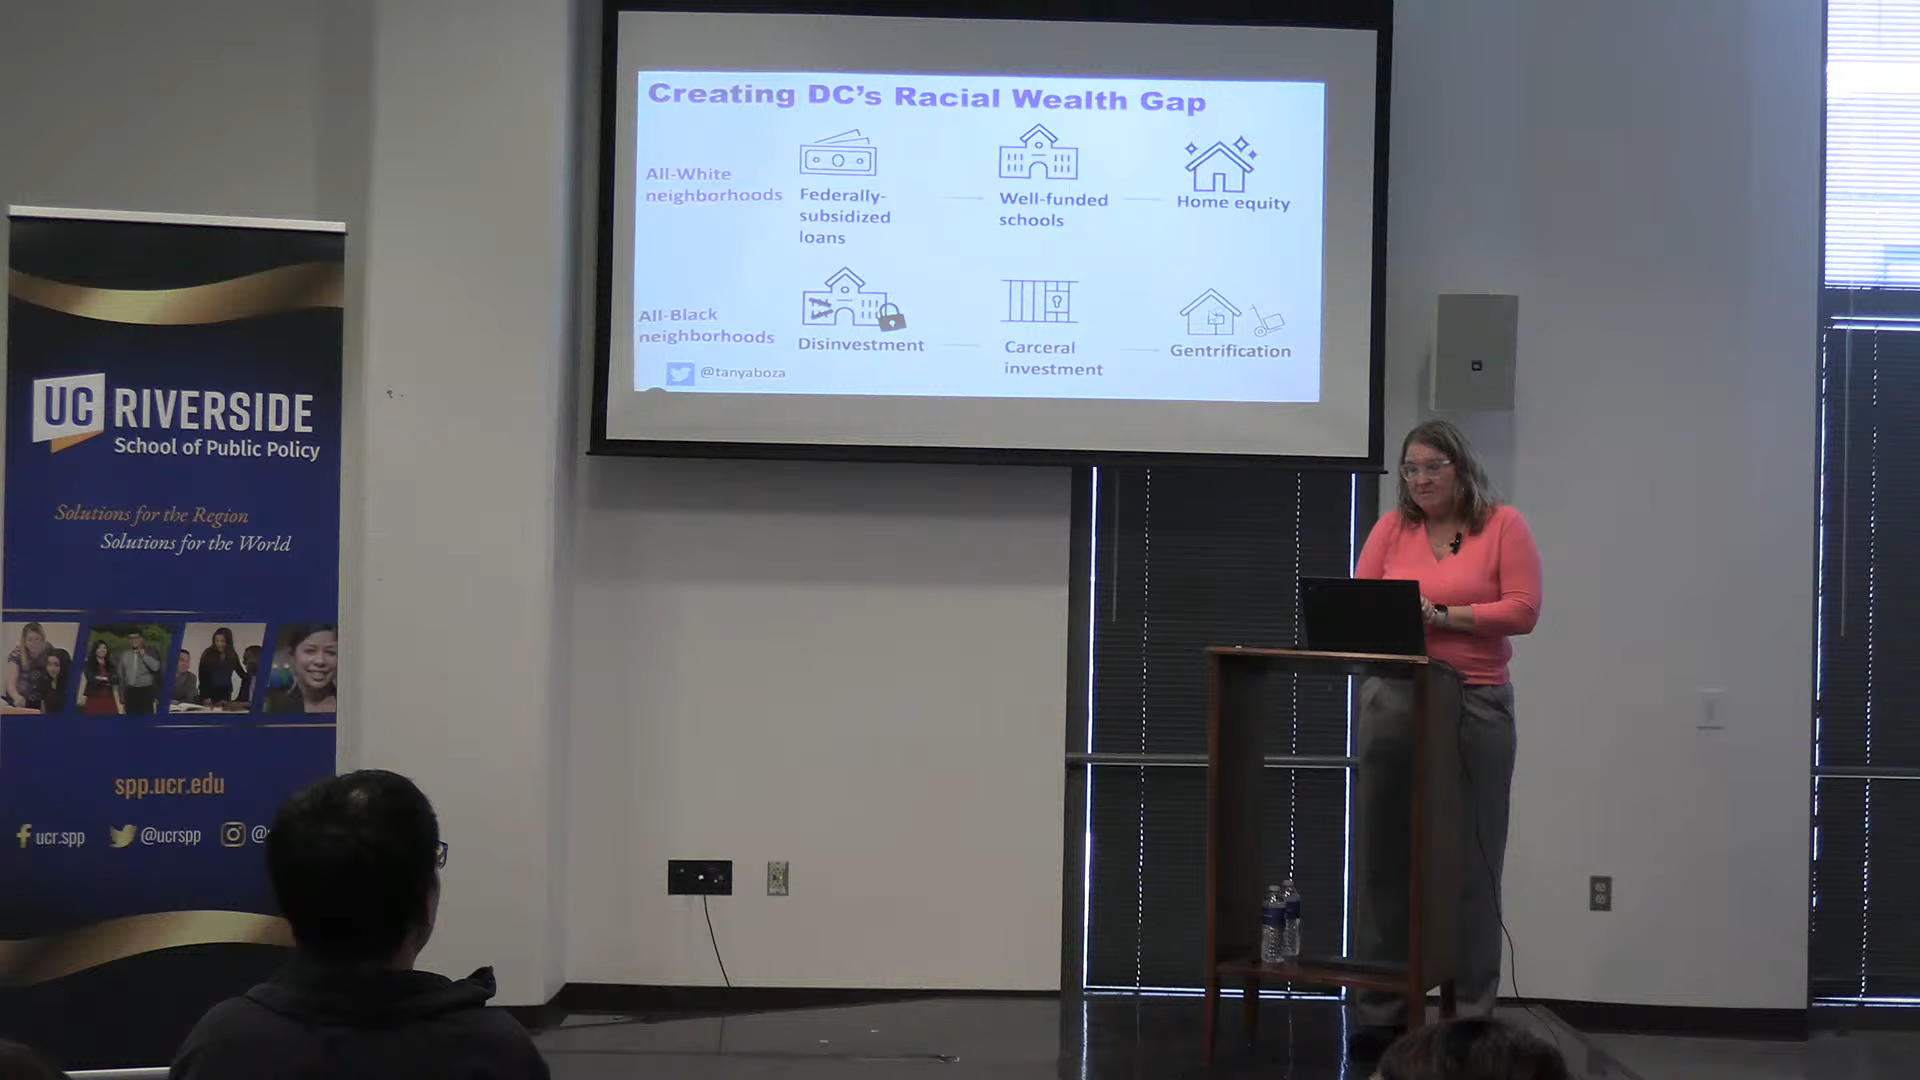 Creating DC's Racial Wealth Gap
All-White
neighborhoods
Federally-
subsidized
loans
Well-funded
schools
Home equity
All-Black
neighborhoods
Disinvestment
Carceral
investment
Gentrification
@tanyaboza
UC RIVERSIDE
School of Public Policy
Solutions for the Region
Solutions for the World
spp.ucr.edu
ucr.spp
@ucrspp
@